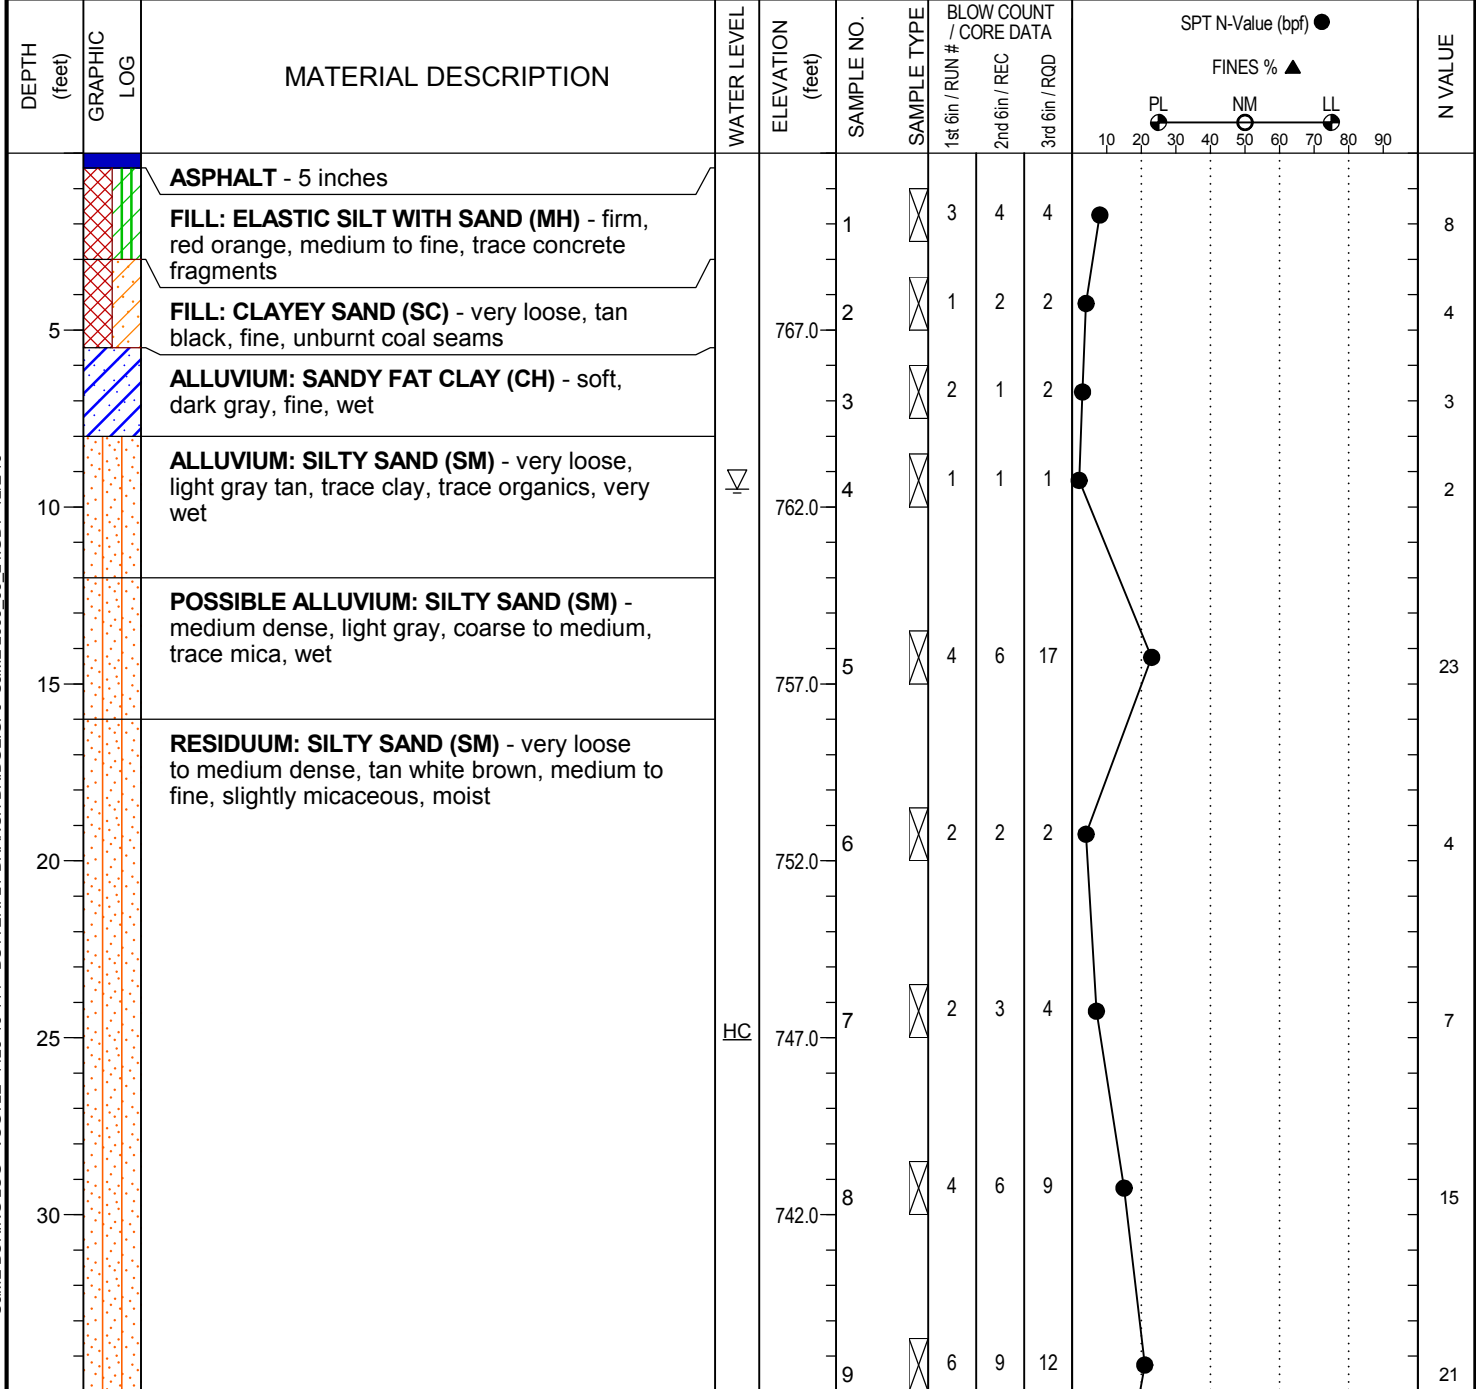 DEPTH
(feet)
GRAPHIC
LOG
MATERIAL DESCRIPTION
WATER LEVEL
ELEVATION
(feet)
SAMPLE NO.
SAMPLE TYPE
BLOW COUNT
/ CORE DATA
1st 6in / RUN #
2nd 6in / REC
3rd 6in / RQD
SPT N-Value (bpf)
FINES %
PL NM LL
10 20 30 40 50 60 70 80 90
N VALUE
ASPHALT - 5 inches
FILL: ELASTIC SILT WITH SAND (MH) - firm,
red orange, medium to fine, trace concrete
fragments
1 3 4 4 8
FILL: CLAYEY SAND (SC) - very loose, tan
black, fine, unburnt coal seams
2 1 2 2 4
5 767.0
ALLUVIUM: SANDY FAT CLAY (CH) - soft,
dark gray, fine, wet
3 2 1 2 3
ALLUVIUM: SILTY SAND (SM) - very loose,
light gray tan, trace clay, trace organics, very
wet
4 1 1 1 2
10 762.0
POSSIBLE ALLUVIUM: SILTY SAND (SM) -
medium dense, light gray, coarse to medium,
trace mica, wet
5 4 6 17 23
15 757.0
RESIDUUM: SILTY SAND (SM) - very loose
to medium dense, tan white brown, medium to
fine, slightly micaceous, moist
6 2 2 2 4
20 752.0
7 2 3 4 7
25 HC 747.0
8 4 6 9 15
30 742.0
9 6 9 12 21